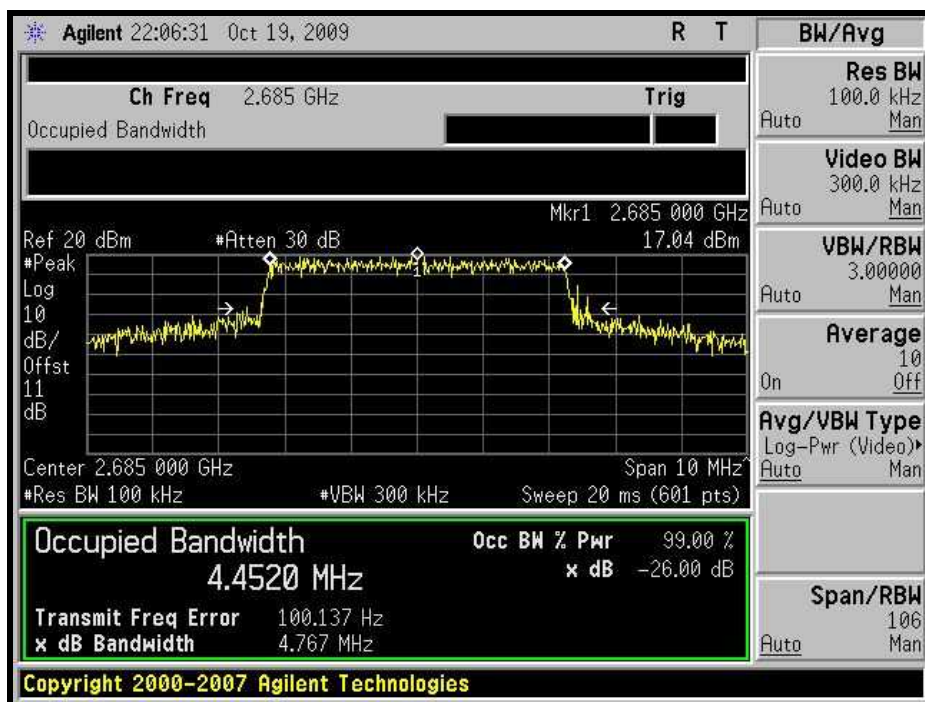 Agilent 22:06:31 Oct 19, 2009 R T
Ch Freq 2.685 GHz Trig
Occupied Bandwidth
Mkr1 2.685 000 GHz
Ref 20 dBm #Atten 30 dB 17.04 dBm
#Peak
Log
10
dB/
Offst
11
dB
1
Center 2.685 000 GHz Span 10 MHz^
#Res BW 100 kHz #VBW 300 kHz Sweep 20 ms (601 pts)
Occupied Bandwidth
4.4520 MHz
Occ BW % Pwr 99.00 %
x dB -26.00 dB
Transmit Freq Error 100.137 Hz
x dB Bandwidth 4.767 MHz
Copyright 2000-2007 Agilent Technologies
BW/Avg
Res BW
100.0 kHz
Auto Man
Video BW
300.0 kHz
Auto Man
VBW/RBW
3.00000
Auto Man
Average
10
On Off
Avg/VBW Type
Log-Pwr (Video)▸
Auto Man
Span/RBW
106
Auto Man